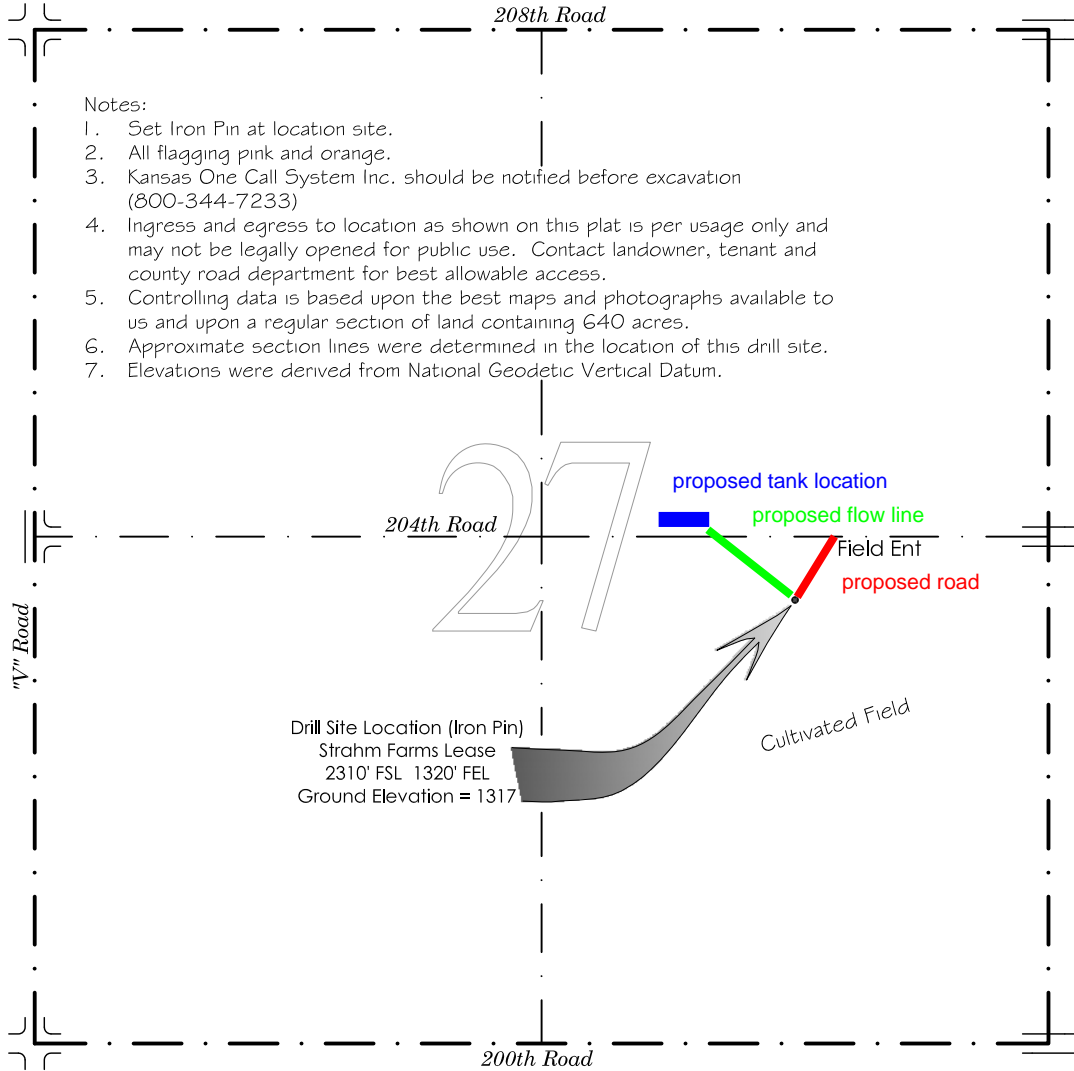 208th Road
Notes:
1. Set Iron Pin at location site.
2. All flagging pink and orange.
3. Kansas One Call System Inc. should be notified before excavation
(800-344-7233)
4. Ingress and egress to location as shown on this plat is per usage only and
may not be legally opened for public use. Contact landowner, tenant and
county road department for best allowable access.
5. Controlling data is based upon the best maps and photographs available to
us and upon a regular section of land containing 640 acres.
6. Approximate section lines were determined in the location of this drill site.
7. Elevations were derived from National Geodetic Vertical Datum.
27
proposed tank location
proposed flow line
204th Road
Field Ent
proposed road
"V" Road
Cultivated Field
Drill Site Location (Iron Pin)
Strahm Farms Lease
2310' FSL 1320' FEL
Ground Elevation = 1317
200th Road